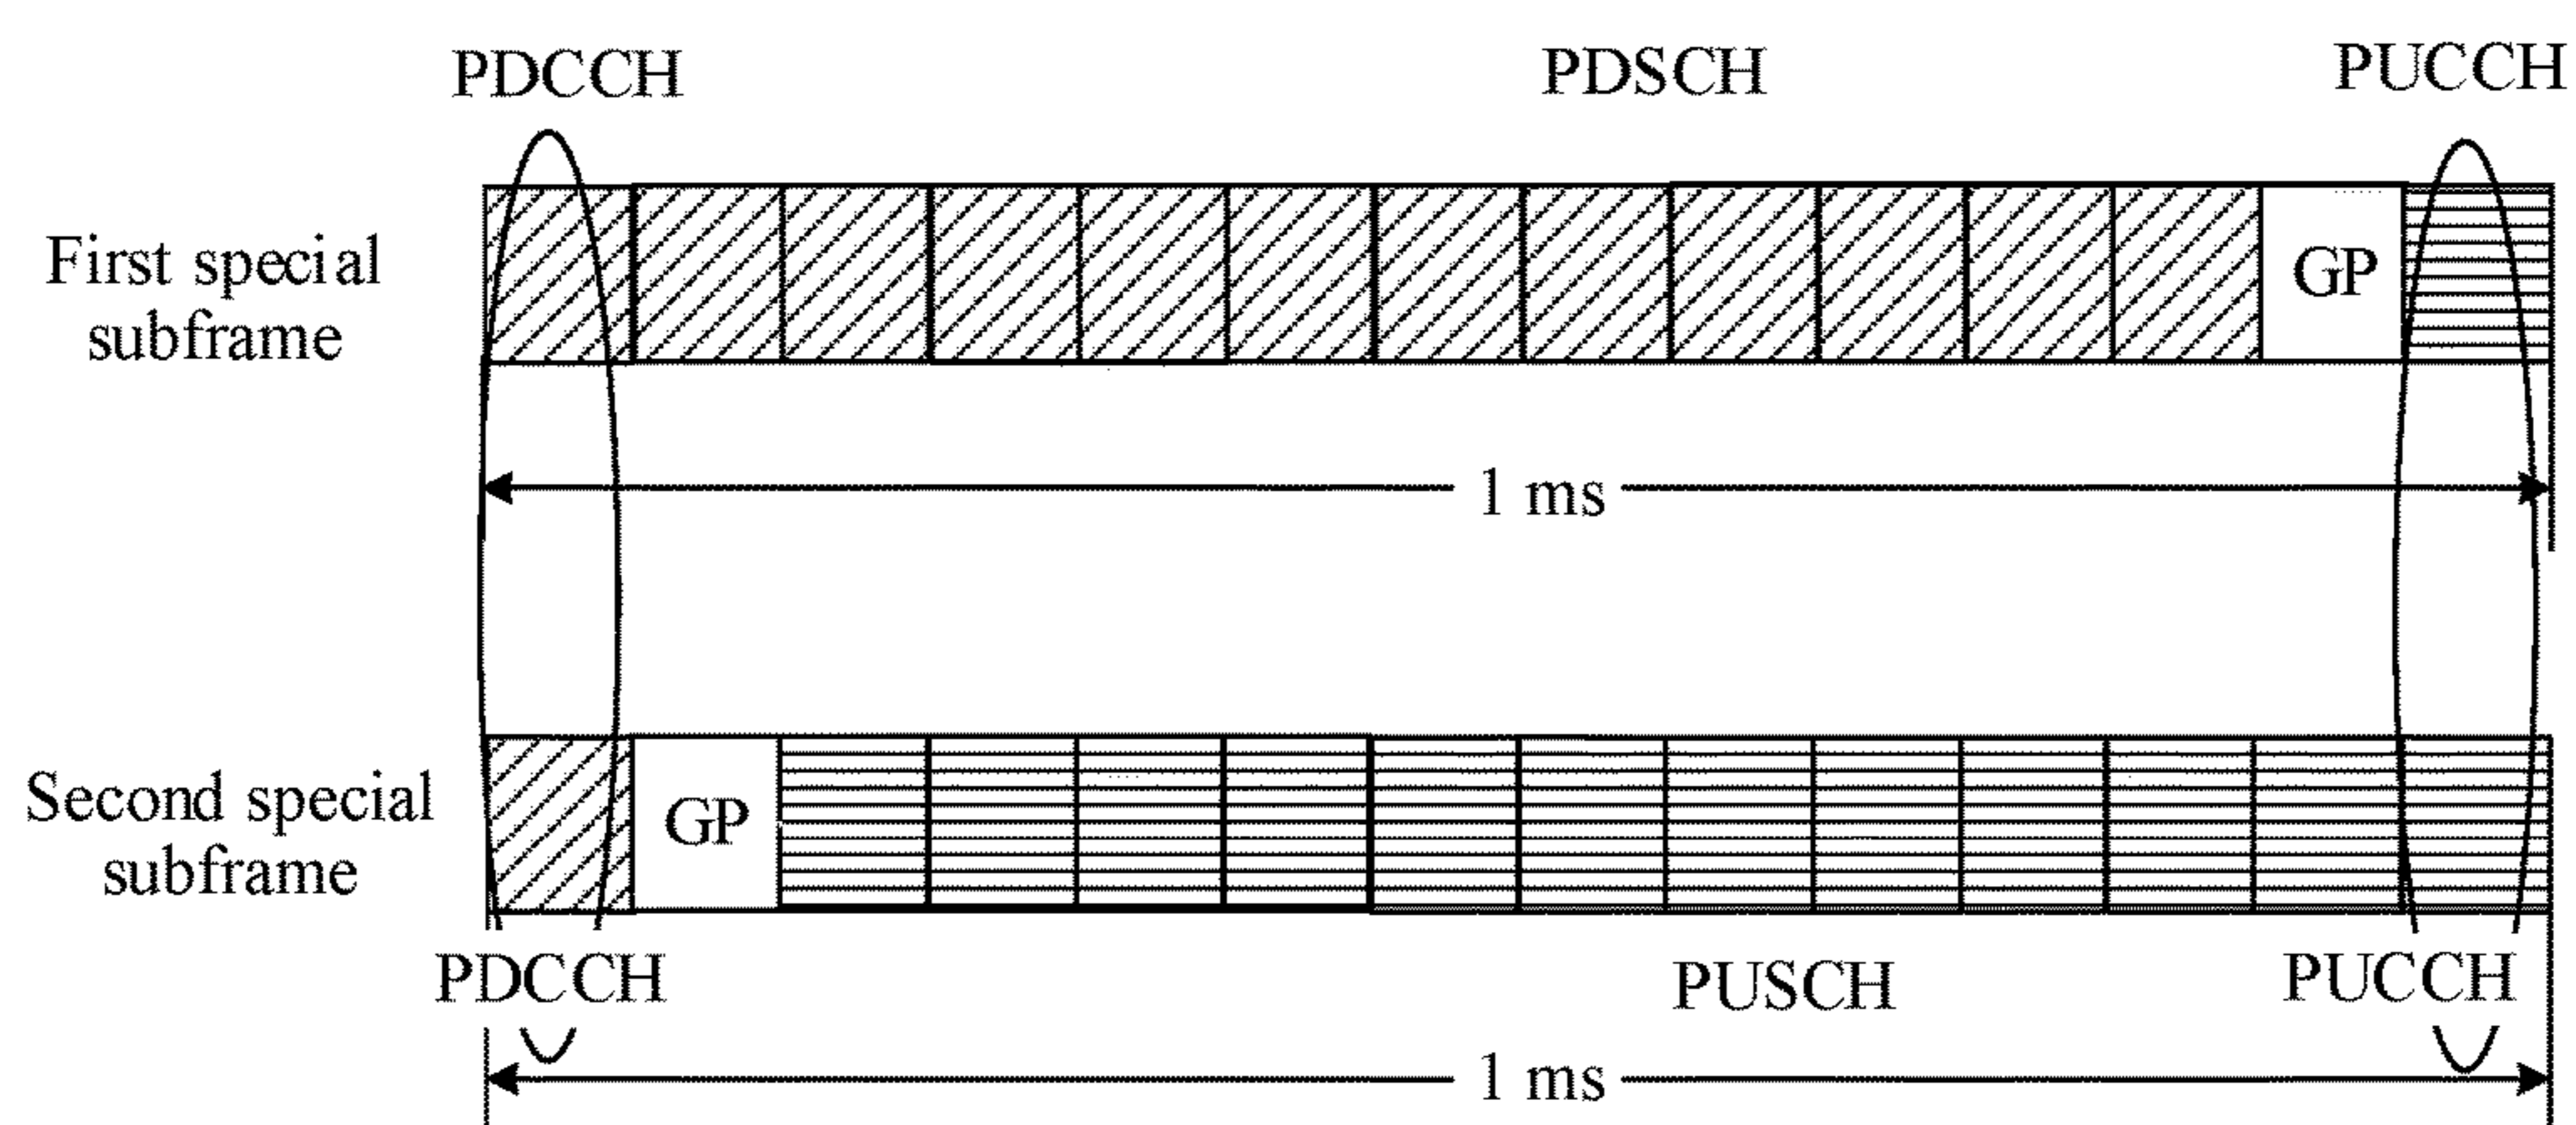 PDCCH PDSCH PUCCH
First special
subframe
GP
1 ms
Second special
subframe
GP
PDCCH PUSCH PUCCH
1 ms